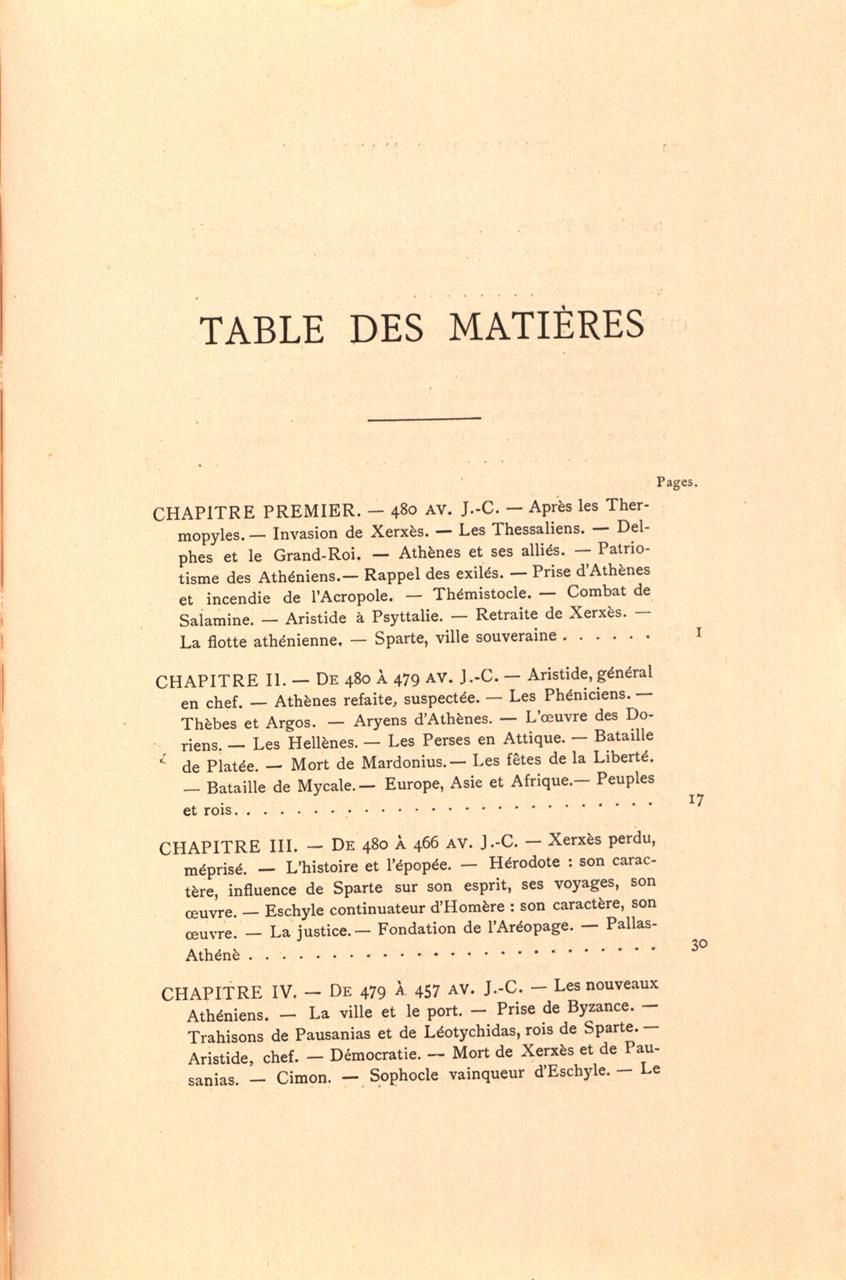 TABLE DES MATIÈRES
Pages.
CHAPITRE PREMIER. — 480 AV. J.-C. — Après les Ther-
mopyles. — Invasion de Xerxès. — Les Thessaliens. — Del-
phes et le Grand-Roi. — Athènes et ses alliés. — Patrio-
tisme des Athéniens. — Rappel des exilés. — Prise d'Athènes
et incendie de l'Acropole. — Thémistocle. — Combat de
Salamine. — Aristide à Psyttalie. — Retraite de Xerxès. —
La flotte athénienne. — Sparte, ville souveraine . . . . . . 1
CHAPITRE II. — DE 480 À 479 AV. J.-C. — Aristide, général
en chef. — Athènes refaite, suspectée. — Les Phéniciens. —
Thèbes et Argos. — Aryens d'Athènes. — L'œuvre des Do-
riens. — Les Hellènes. — Les Perses en Attique. — Bataille
de Platée. — Mort de Mardonius. — Les fêtes de la Liberté.
— Bataille de Mycale. — Europe, Asie et Afrique. — Peuples
et rois. . . . . . . . . . . . . . . . . . . . . . . 17
CHAPITRE III. — DE 480 À 466 AV. J.-C. — Xerxès perdu,
méprisé. — L'histoire et l'épopée. — Hérodote : son carac-
tère, influence de Sparte sur son esprit, ses voyages, son
œuvre. — Eschyle continuateur d'Homère : son caractère, son
œuvre. — La justice. — Fondation de l'Aréopage. — Pallas-
Athénè . . . . . . . . . . . . . . . . . . . . . . 30
CHAPITRE IV. — DE 479 À 457 AV. J.-C. — Les nouveaux
Athéniens. — La ville et le port. — Prise de Byzance. —
Trahisons de Pausanias et de Léotychidas, rois de Sparte. —
Aristide, chef. — Démocratie. — Mort de Xerxès et de Pau-
sanias. — Cimon. — Sophocle vainqueur d'Eschyle. — Le